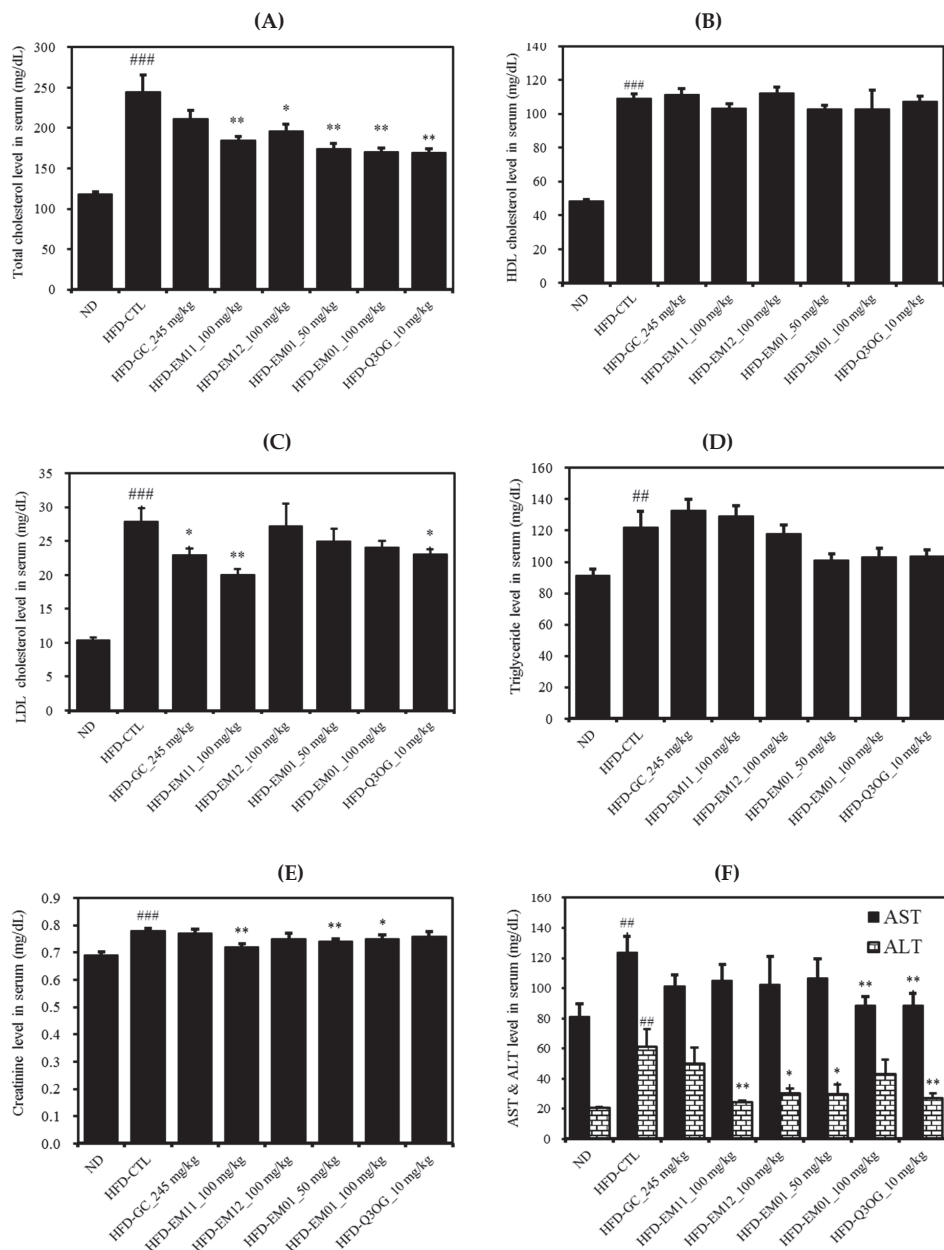 (A)
Total cholesterol level in serum (mg/dL)
300
250
200
150
100
50
0
###
**
*
**
**
**
ND
HFD-CTL
HFD-GC_245 mg/kg
HFD-EM11_100 mg/kg
HFD-EM12_100 mg/kg
HFD-EM01_50 mg/kg
HFD-EM01_100 mg/kg
HFD-Q3OG_10 mg/kg
(B)
HDL cholesterol level in serum (mg/dL)
140
120
100
80
60
40
20
0
###
ND
HFD-CTL
HFD-GC_245 mg/kg
HFD-EM11_100 mg/kg
HFD-EM12_100 mg/kg
HFD-EM01_50 mg/kg
HFD-EM01_100 mg/kg
HFD-Q3OG_10 mg/kg
(C)
LDL cholesterol level in serum (mg/dL)
35
30
25
20
15
10
5
0
###
*
**
*
ND
HFD-CTL
HFD-GC_245 mg/kg
HFD-EM11_100 mg/kg
HFD-EM12_100 mg/kg
HFD-EM01_50 mg/kg
HFD-EM01_100 mg/kg
HFD-Q3OG_10 mg/kg
(D)
Triglyceride level in serum (mg/dL)
160
140
120
100
80
60
40
20
0
##
ND
HFD-CTL
HFD-GC_245 mg/kg
HFD-EM11_100 mg/kg
HFD-EM12_100 mg/kg
HFD-EM01_50 mg/kg
HFD-EM01_100 mg/kg
HFD-Q3OG_10 mg/kg
(E)
Creatinine level in serum (mg/dL)
0.9
0.8
0.7
0.6
0.5
0.4
0.3
0.2
0.1
0.0
###
**
**
*
ND
HFD-CTL
HFD-GC_245 mg/kg
HFD-EM11_100 mg/kg
HFD-EM12_100 mg/kg
HFD-EM01_50 mg/kg
HFD-EM01_100 mg/kg
HFD-Q3OG_10 mg/kg
(F)
AST & ALT level in serum (mg/dL)
160
140
120
100
80
60
40
20
0
AST
ALT
##
##
**
*
*
**
**
**
ND
HFD-CTL
HFD-GC_245 mg/kg
HFD-EM11_100 mg/kg
HFD-EM12_100 mg/kg
HFD-EM01_50 mg/kg
HFD-EM01_100 mg/kg
HFD-Q3OG_10 mg/kg